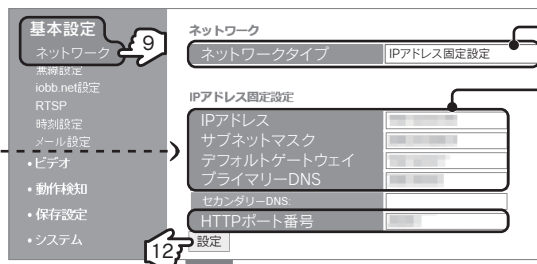 基本設定
ネットワーク
9
無線設定
iobb.net設定
RTSP
時刻設定
メール設定
•ビデオ
•動作検知
•保存設定
•システム
ネットワーク
ネットワークタイプ
IPアドレス固定設定
IPアドレス固定設定
IPアドレス
サブネットマスク
デフォルトゲートウェイ
プライマリーDNS
セカンダリーDNS:
HTTPポート番号
12
設定